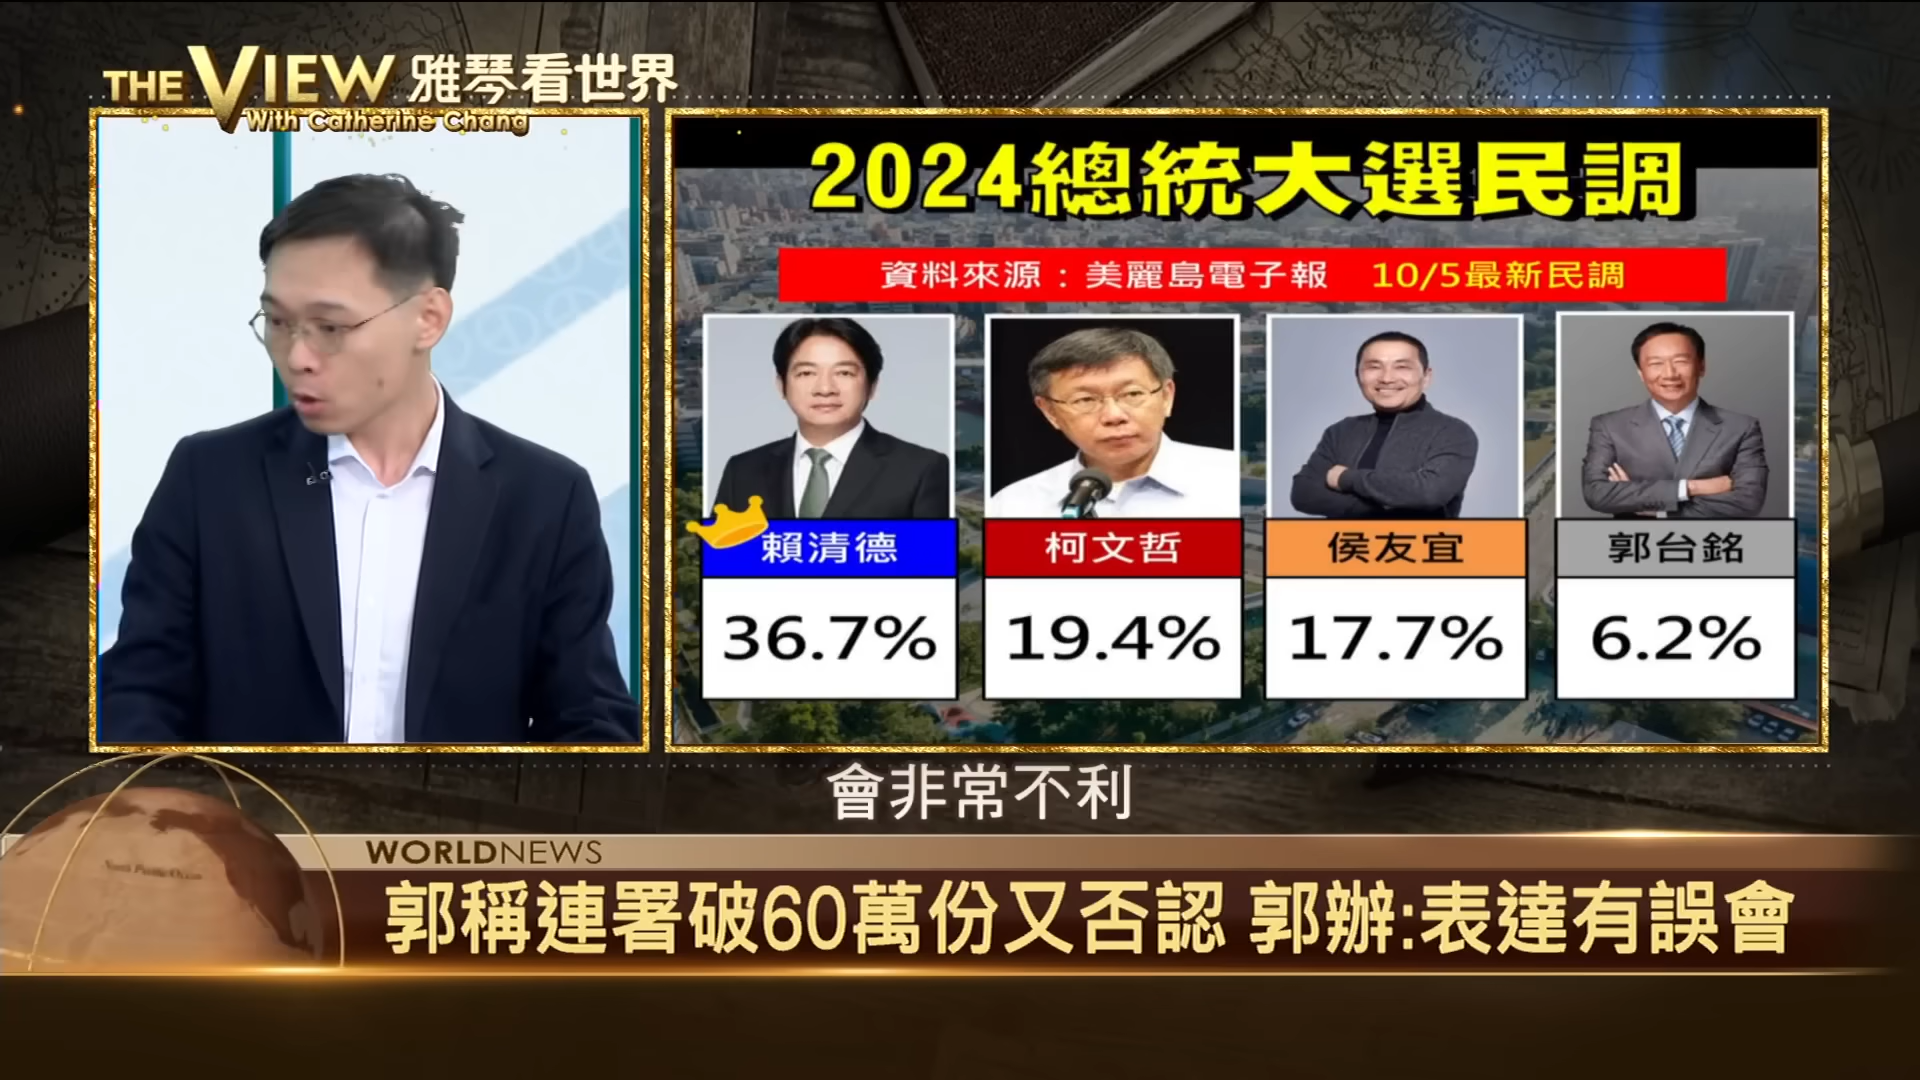 THE VIEW 雅琴看世界
With Catherine Chang
2024總統大選民調
資料來源：美麗島電子報 10/5最新民調
賴清德
柯文哲
侯友宜
郭台銘
36.7%
19.4%
17.7%
6.2%
會非常不利
WORLDNEWS
郭稱連署破60萬份又否認 郭辦:表達有誤會
North Pacific Ocean